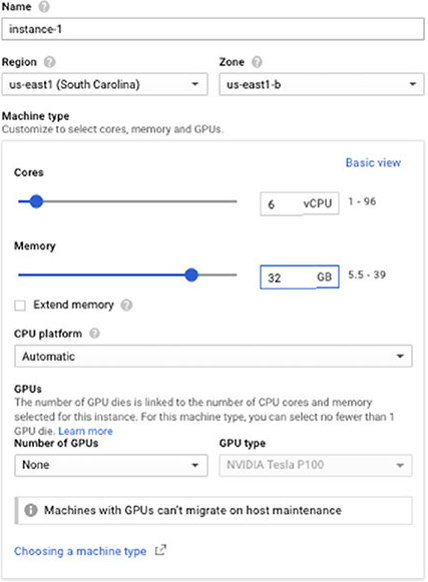 Name
instance-1
Region Zone
us-east1 (South Carolina) us-east1-b
Machine type
Customize to select cores, memory and GPUs.
Basic view
Cores
6 vCPU 1 - 96
Memory
32 GB 5.5 - 39
Extend memory
CPU platform
Automatic
GPUs
The number of GPU dies is linked to the number of CPU cores and memory
selected for this instance. For this machine type, you can select no fewer than 1
GPU die. Learn more
Number of GPUs GPU type
None NVIDIA Tesla P100
Machines with GPUs can't migrate on host maintenance
Choosing a machine type